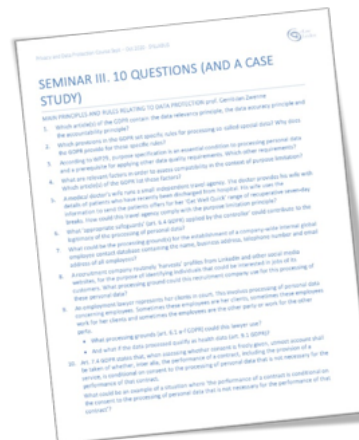 Privacy and Data Protection Course
SEMINAR III. 10 QUESTIONS (AND A CASE
STUDY)
MAIN PRINCIPLES AND RULES RELATING TO DATA PROTECTION prof. Gerrit-Jan Zwenne
1. Which article(s) of the GDPR contain the data relevance principle, the data accuracy principle and
the accountability principle?
2. Which provisions in the GDPR set specific rules for processing so called special data? Why does
the GDPR provide for these specific rules?
3. According to WP29, purpose specification is an essential condition to processing personal data
and a prerequisite for applying other data quality requirements. Which other requirements?
4. What are relevant factors in order to assess compatibility in the context of purpose limitation?
Which article(s) of the GDPR list those factors?
5. A medical doctor's wife runs a small independent travel agency. The doctor provides his wife with
details of patients who have recently been discharged from hospital. His wife uses the
information to send the patients offers for her 'Get Well Quick' range of recuperative seven-day
breaks. How could this travel agency comply with the purpose limitation principle?
6. What 'appropriate safeguards' (art. 6.4 GDPR) applied by the controller could contribute to the
legitimacy of the processing of personal data?
7. What could be the processing ground(s) for the establishment of a company-wide internal global
employee contact database containing the name, business address, telephone number and email
address of all employees?
8. A recruitment company routinely 'harvests' profiles from LinkedIn and other social media
websites, for the purpose of identifying individuals that could be interested in jobs of its
customers. What processing ground could this recruitment company use for this processing of
these personal data?
9. An employment lawyer represents her clients in court. This involves processing of personal data
concerning employees. Sometimes these employees are her clients, sometimes these employees
work for her clients and sometimes the employees are the other party or work for the other
party.
• What processing grounds (art. 6.1 a-f GDPR) could this lawyer use?
• And what if the data processed qualify as health data (art. 9.1 GDPR)?
10. Art. 7.4 GDPR states that, when assessing whether consent is freely given, utmost account shall
be taken of whether, inter alia, the performance of a contract, including the provision of a
service, is conditional on consent to the processing of personal data that is not necessary for the
performance of that contract.
What could be an example of a situation where 'the performance of a contract is conditional on
the consent to the processing of personal data that is not necessary for the performance of that
contract'?